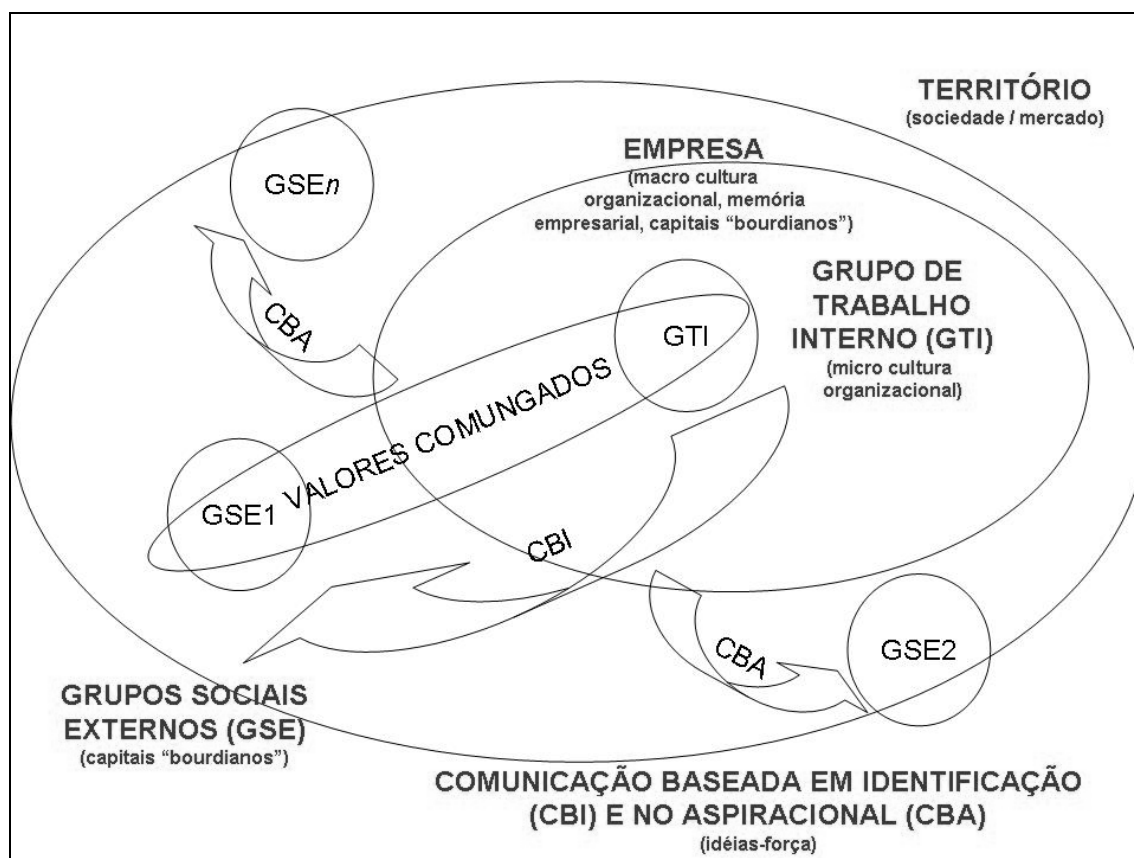 TERRITÓRIO
(sociedade / mercado)
EMPRESA
(macro cultura
organizacional, memória
empresarial, capitais “bourdianos”)
GSEn
GRUPO DE
TRABALHO
INTERNO (GTI)
(micro cultura
organizacional)
CBA
GTI
VALORES COMUNGADOS
GSE1
CBI
CBA
GSE2
GRUPOS SOCIAIS
EXTERNOS (GSE)
(capitais “bourdianos”)
COMUNICAÇÃO BASEADA EM IDENTIFICAÇÃO
(CBI) E NO ASPIRACIONAL (CBA)
(idéias-força)